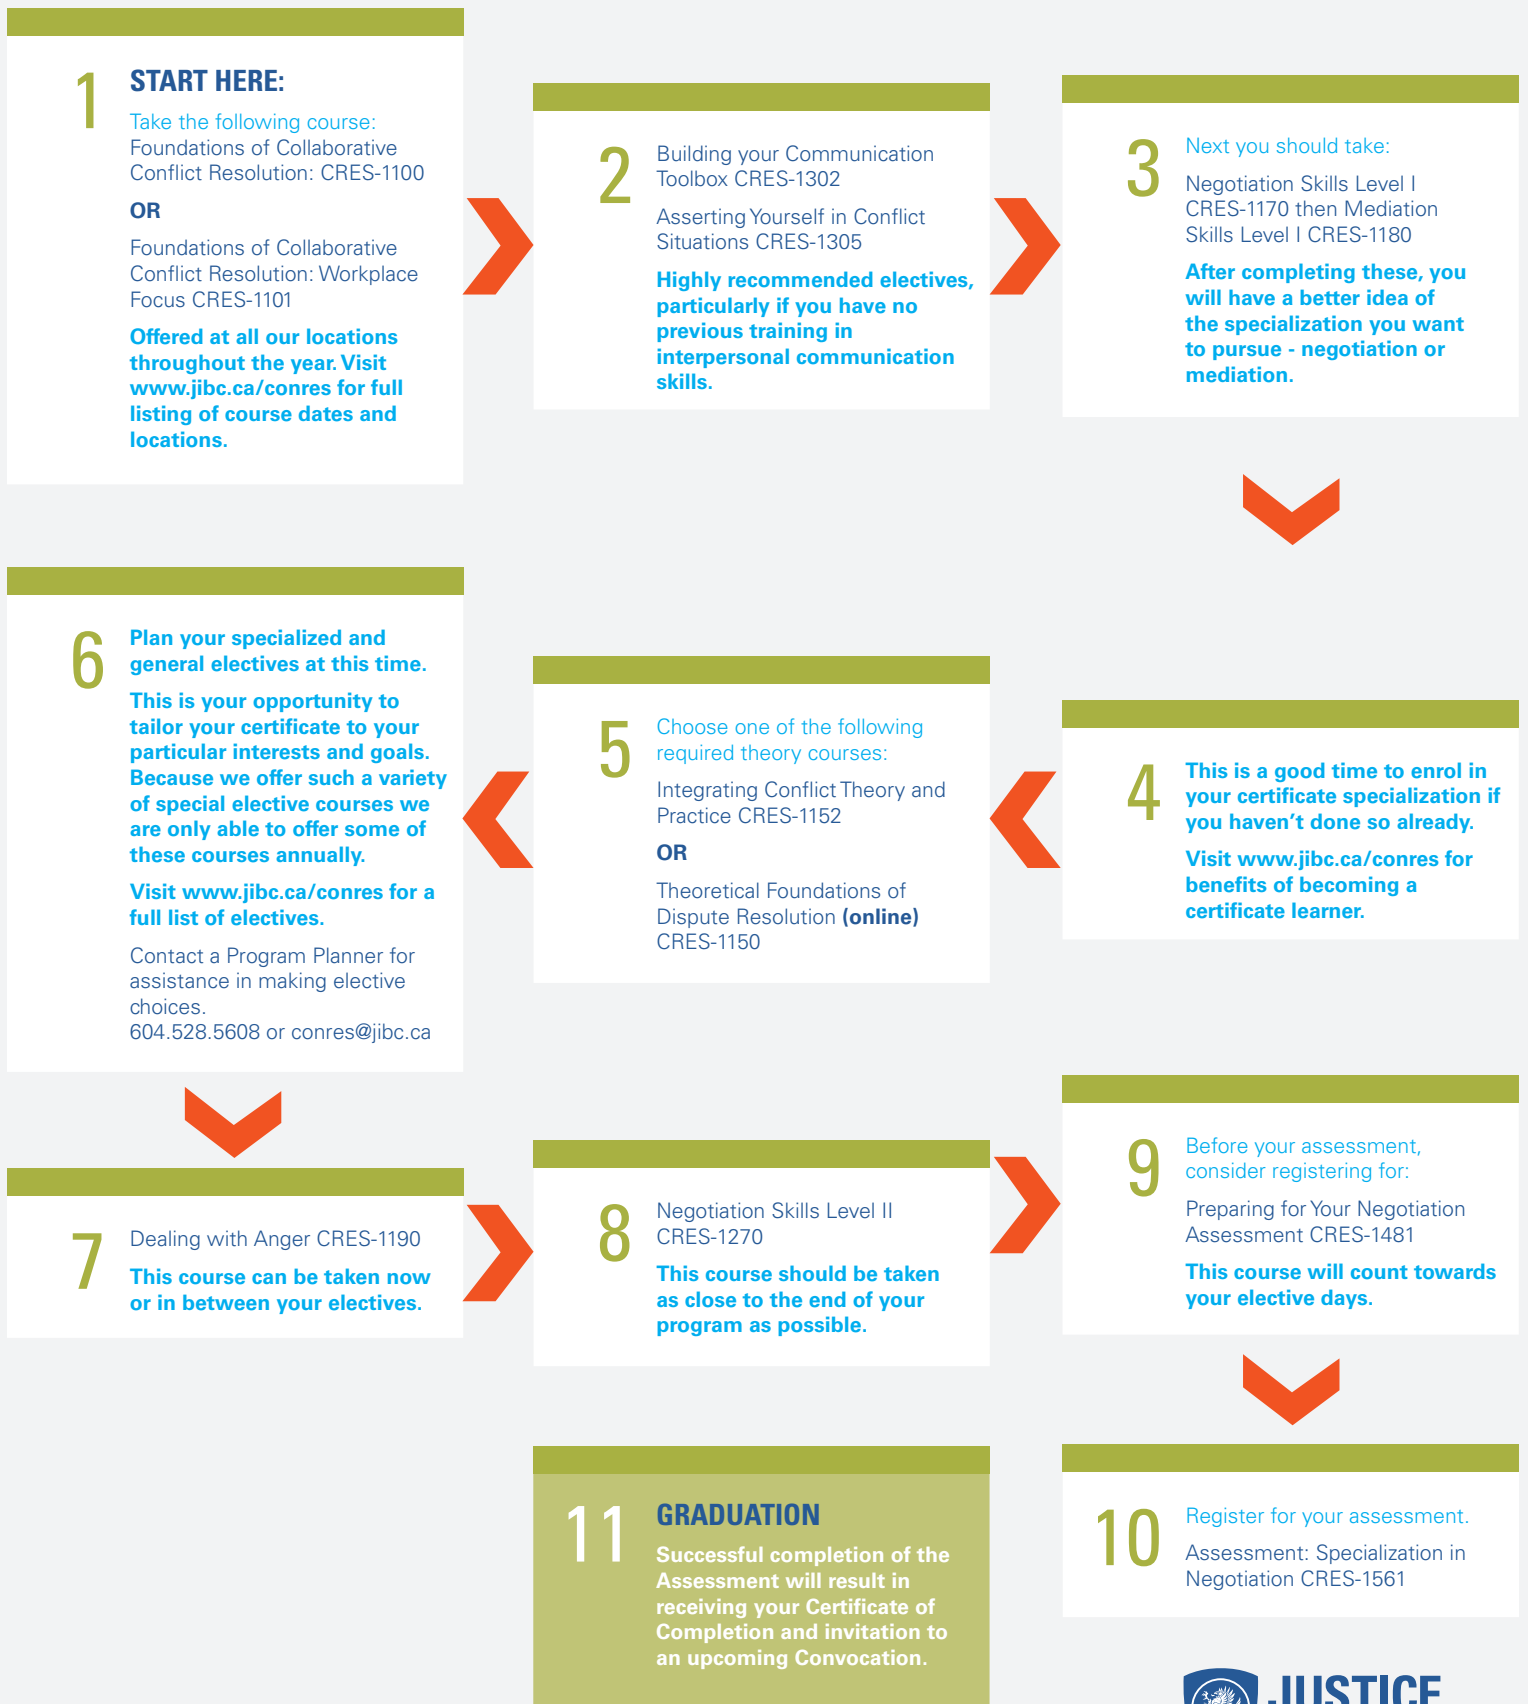 1
START HERE:
Take the following course:
Foundations of Collaborative
Conflict Resolution: CRES-1100
OR
Foundations of Collaborative
Conflict Resolution: Workplace
Focus CRES-1101
Offered at all our locations
throughout the year. Visit
www.jibc.ca/conres for full
listing of course dates and
locations.
2
Building your Communication
Toolbox CRES-1302
Asserting Yourself in Conflict
Situations CRES-1305
Highly recommended electives,
particularly if you have no
previous training in
interpersonal communication
skills.
3
Next you should take:
Negotiation Skills Level I
CRES-1170 then Mediation
Skills Level I CRES-1180
After completing these, you
will have a better idea of
the specialization you want
to pursue - negotiation or
mediation.
4
This is a good time to enrol in
your certificate specialization if
you haven't done so already.
Visit www.jibc.ca/conres for
benefits of becoming a
certificate learner.
5
Choose one of the following
required theory courses:
Integrating Conflict Theory and
Practice CRES-1152
OR
Theoretical Foundations of
Dispute Resolution (online)
CRES-1150
6
Plan your specialized and
general electives at this time.
This is your opportunity to
tailor your certificate to your
particular interests and goals.
Because we offer such a variety
of special elective courses we
are only able to offer some of
these courses annually.
Visit www.jibc.ca/conres for a
full list of electives.
Contact a Program Planner for
assistance in making elective
choices.
604.528.5608 or conres@jibc.ca
7
Dealing with Anger CRES-1190
This course can be taken now
or in between your electives.
8
Negotiation Skills Level II
CRES-1270
This course should be taken
as close to the end of your
program as possible.
9
Before your assessment,
consider registering for:
Preparing for Your Negotiation
Assessment CRES-1481
This course will count towards
your elective days.
10
Register for your assessment.
Assessment: Specialization in
Negotiation CRES-1561
11
GRADUATION
Successful completion of the
Assessment will result in
receiving your Certificate of
Completion and invitation to
an upcoming Convocation.
JUSTICE